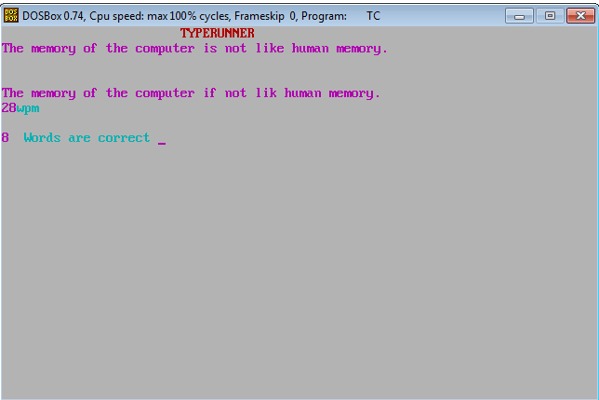 DOSBox 0.74, Cpu speed: max 100% cycles, Frameskip 0, Program: TC
TYPERUNNER
The memory of the computer is not like human memory.
The memory of the computer if not lik human memory.
28wpm
8 Words are correct _